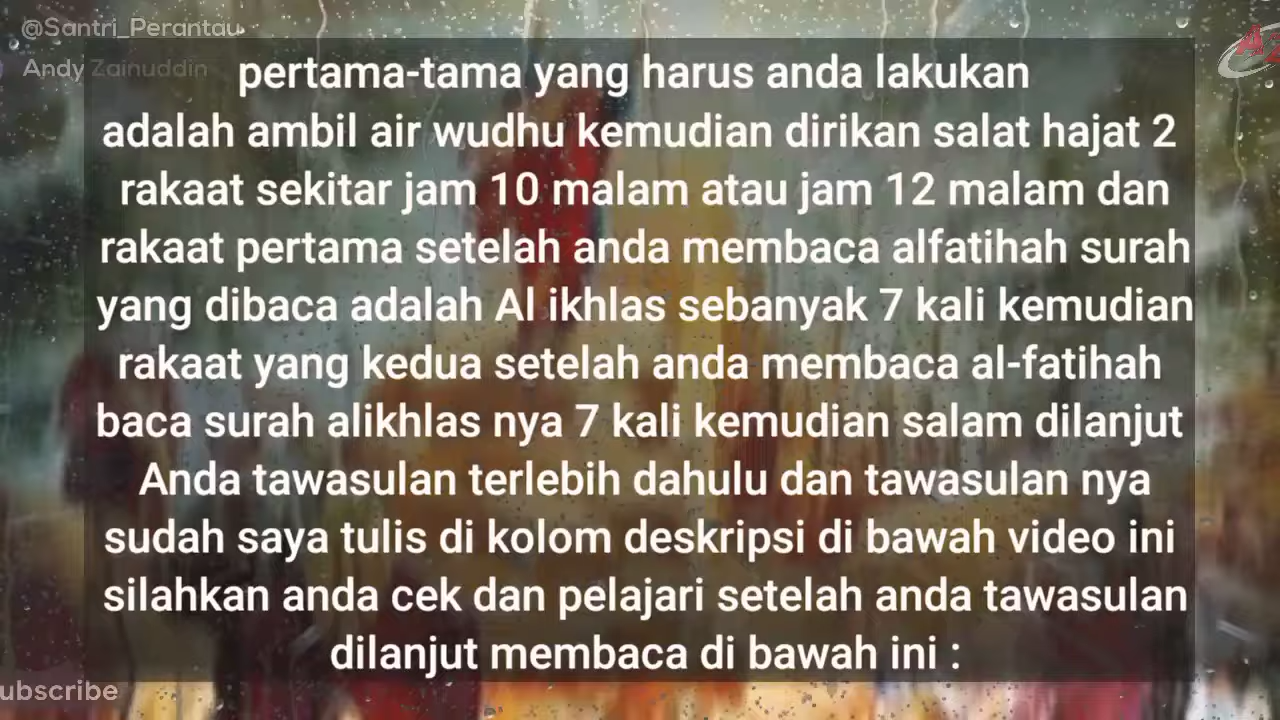 @Santri_Perantau
Andy Zainuddin
pertama-tama yang harus anda lakukan
adalah ambil air wudhu kemudian dirikan salat hajat 2
rakaat sekitar jam 10 malam atau jam 12 malam dan
rakaat pertama setelah anda membaca alfatihah surah
yang dibaca adalah Al ikhlas sebanyak 7 kali kemudian
rakaat yang kedua setelah anda membaca al-fatihah
baca surah alikhlas nya 7 kali kemudian salam dilanjut
Anda tawasulan terlebih dahulu dan tawasulan nya
sudah saya tulis di kolom deskripsi di bawah video ini
silahkan anda cek dan pelajari setelah anda tawasulan
dilanjut membaca di bawah ini :
ubscribe